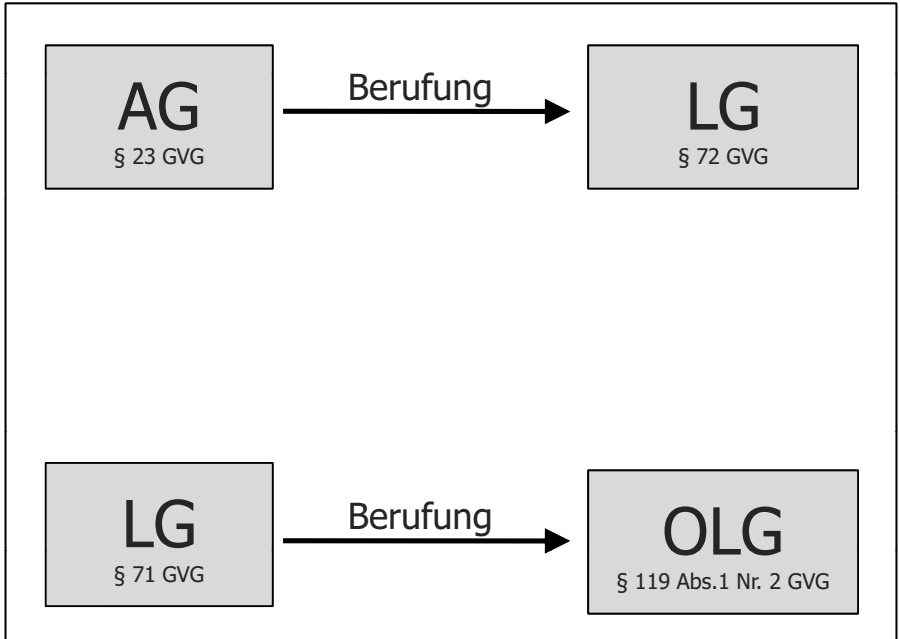 AG
§ 23 GVG
Berufung
LG
§ 72 GVG
LG
§ 71 GVG
Berufung
OLG
§ 119 Abs.1 Nr. 2 GVG